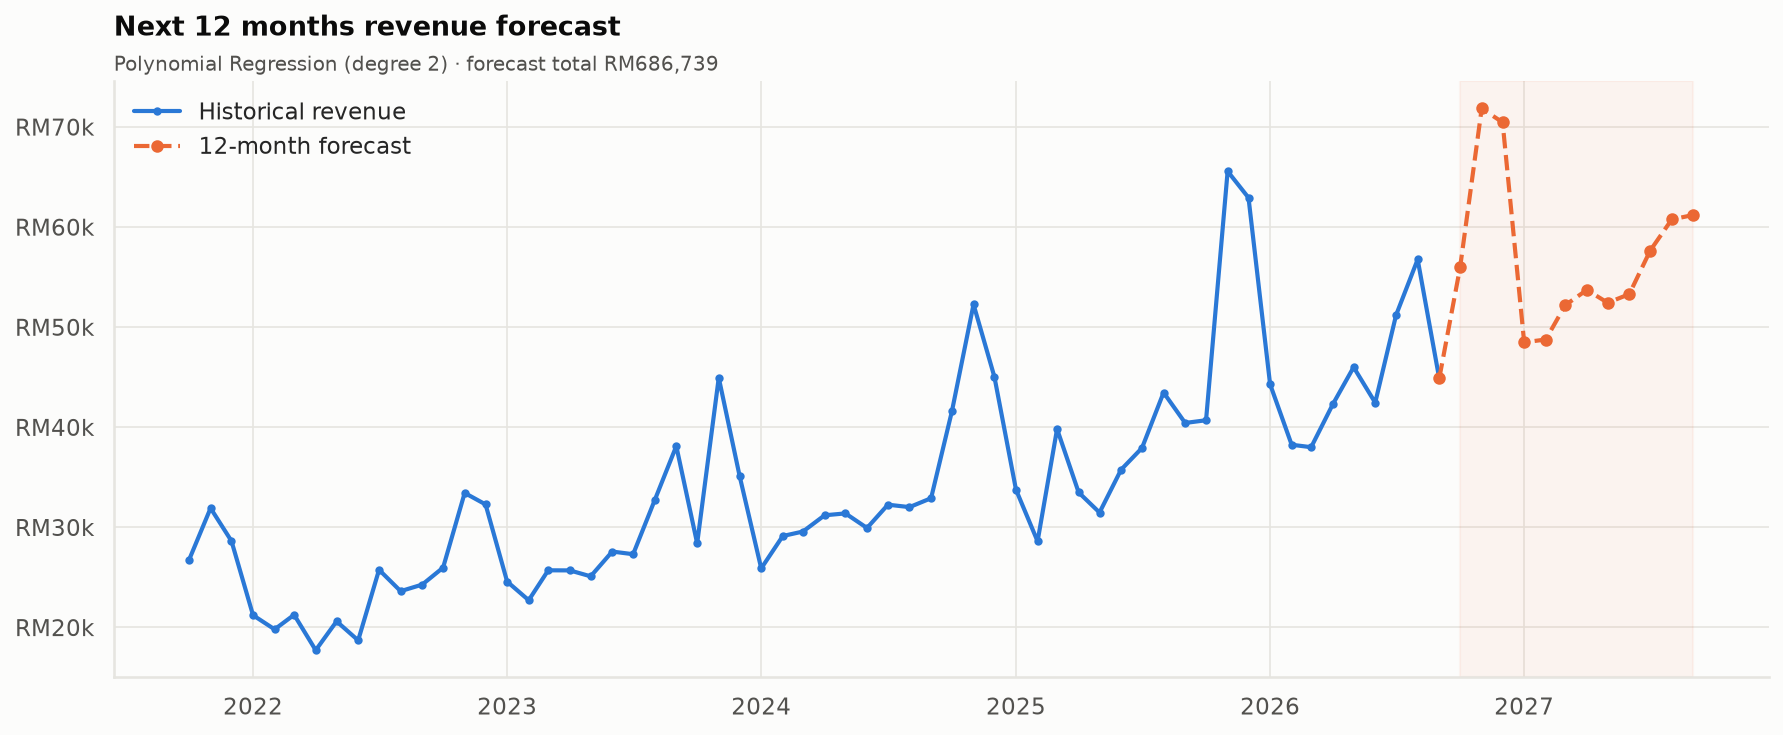 Next 12 months revenue forecast
Polynomial Regression (degree 2) · forecast total RM686,739
Historical revenue
12-month forecast
RM70k
RM60k
RM50k
RM40k
RM30k
RM20k
2022 2023 2024 2025 2026 2027